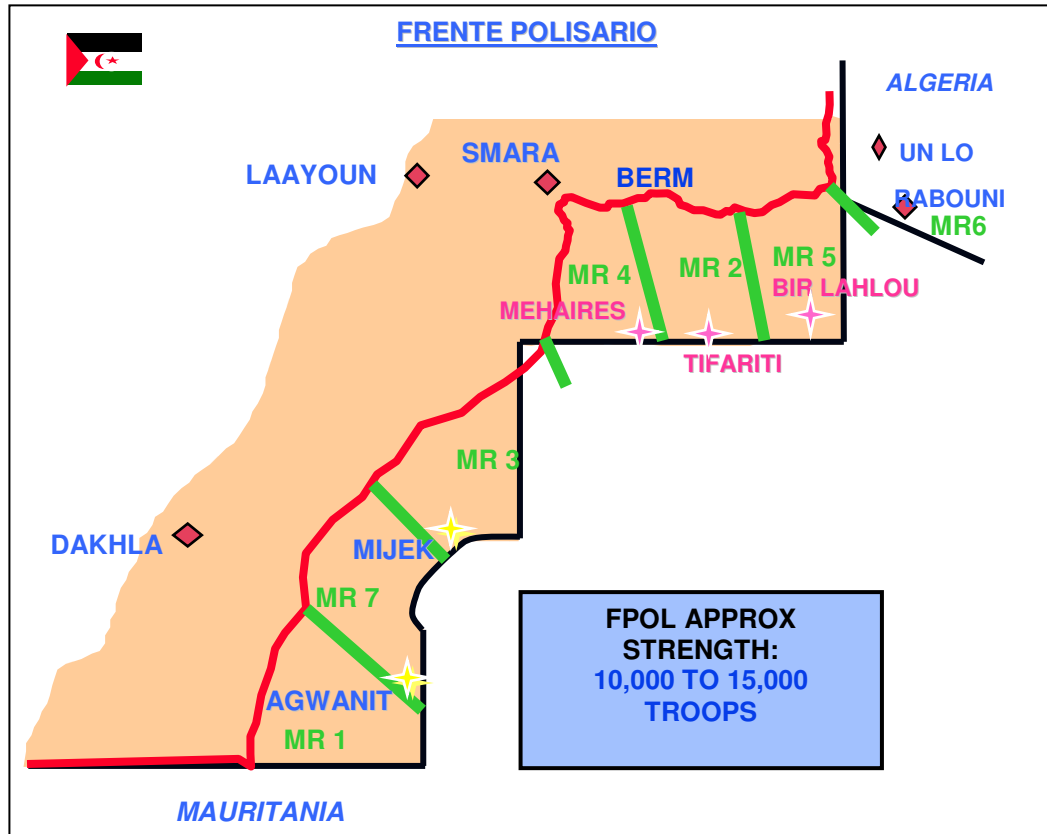 FRENTE POLISARIO
ALGERIA
UN LO
SMARA
LAAYOUN
BERM
RABOUNI
MR6
MR 4
MR 2
MR 5
BIR LAHLOU
MEHAIRES
TIFARITI
MR 3
DAKHLA
MIJEK
MR 7
AGWANIT
MR 1
FPOL APPROX
STRENGTH:
10,000 TO 15,000
TROOPS
MAURITANIA